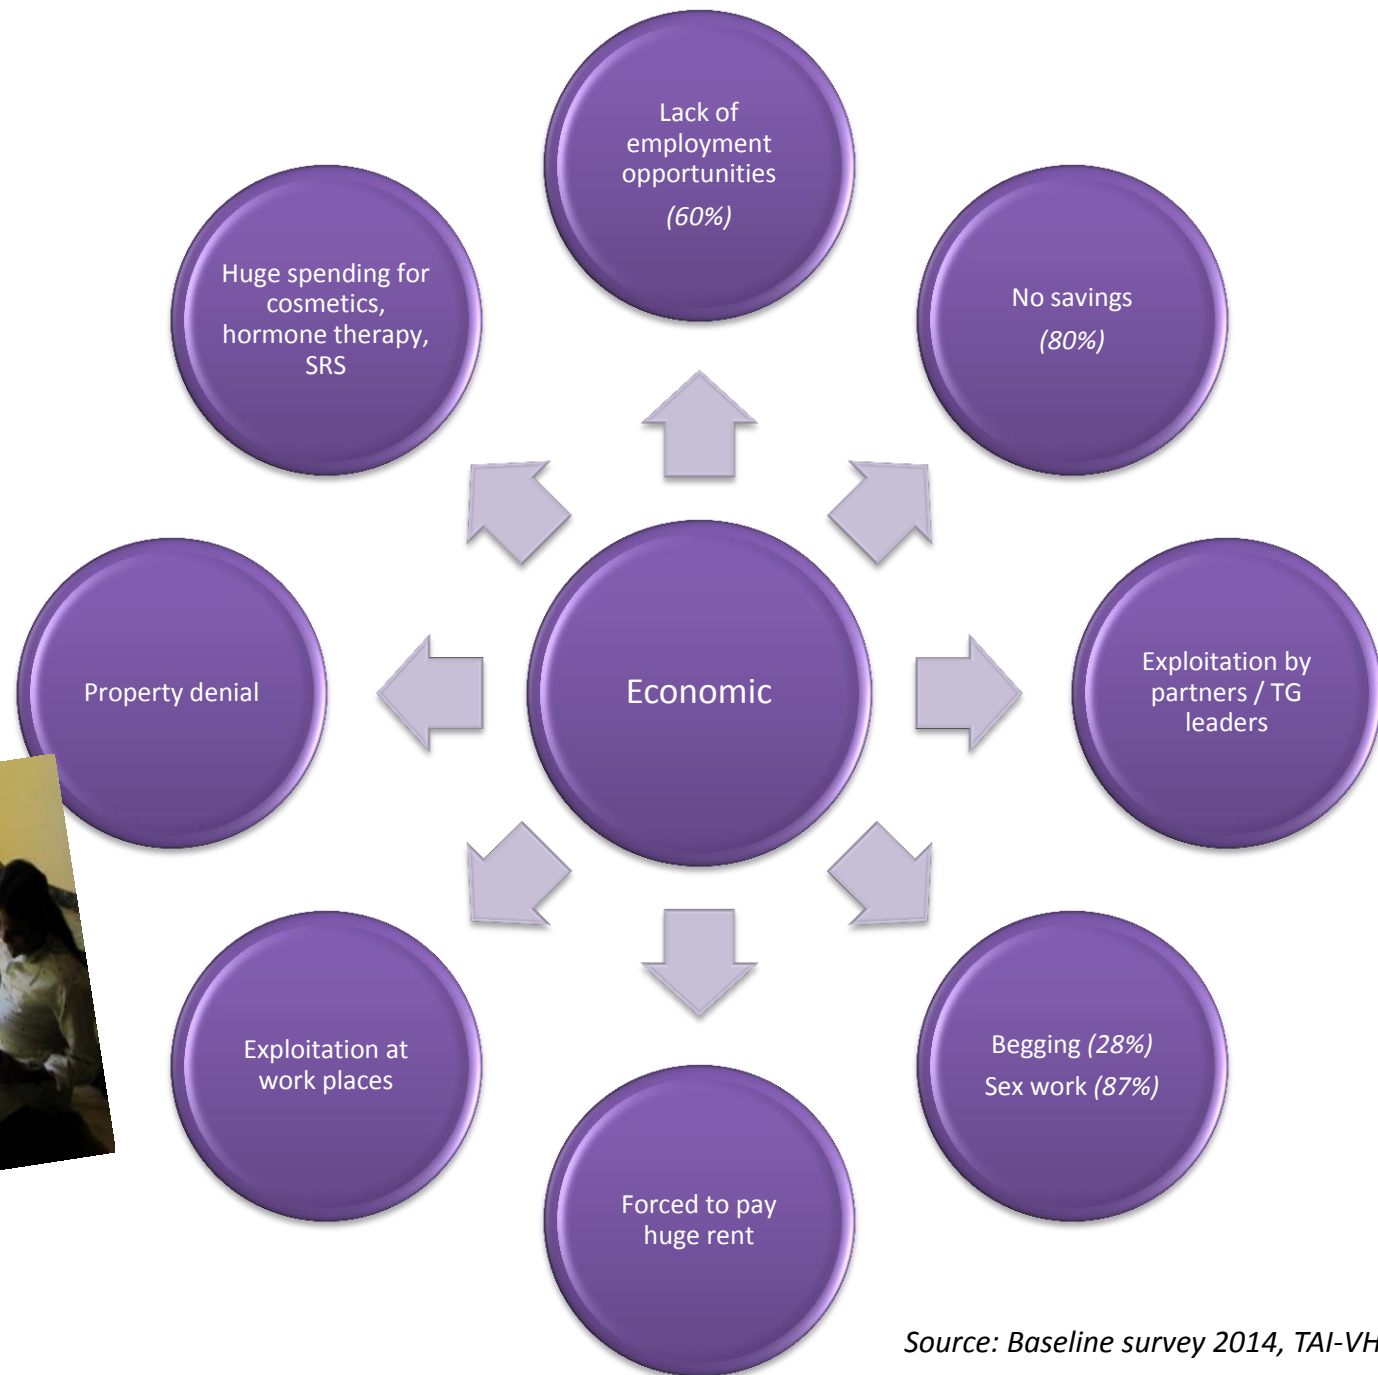 Lack of
employment
opportunities
(60%)
Huge spending for
cosmetics,
hormone therapy,
SRS
No savings
(80%)
Property denial
Economic
Exploitation by
partners / TG
leaders
Exploitation at
work places
Begging (28%)
Sex work (87%)
Forced to pay
huge rent
Source: Baseline survey 2014, TAI-VH